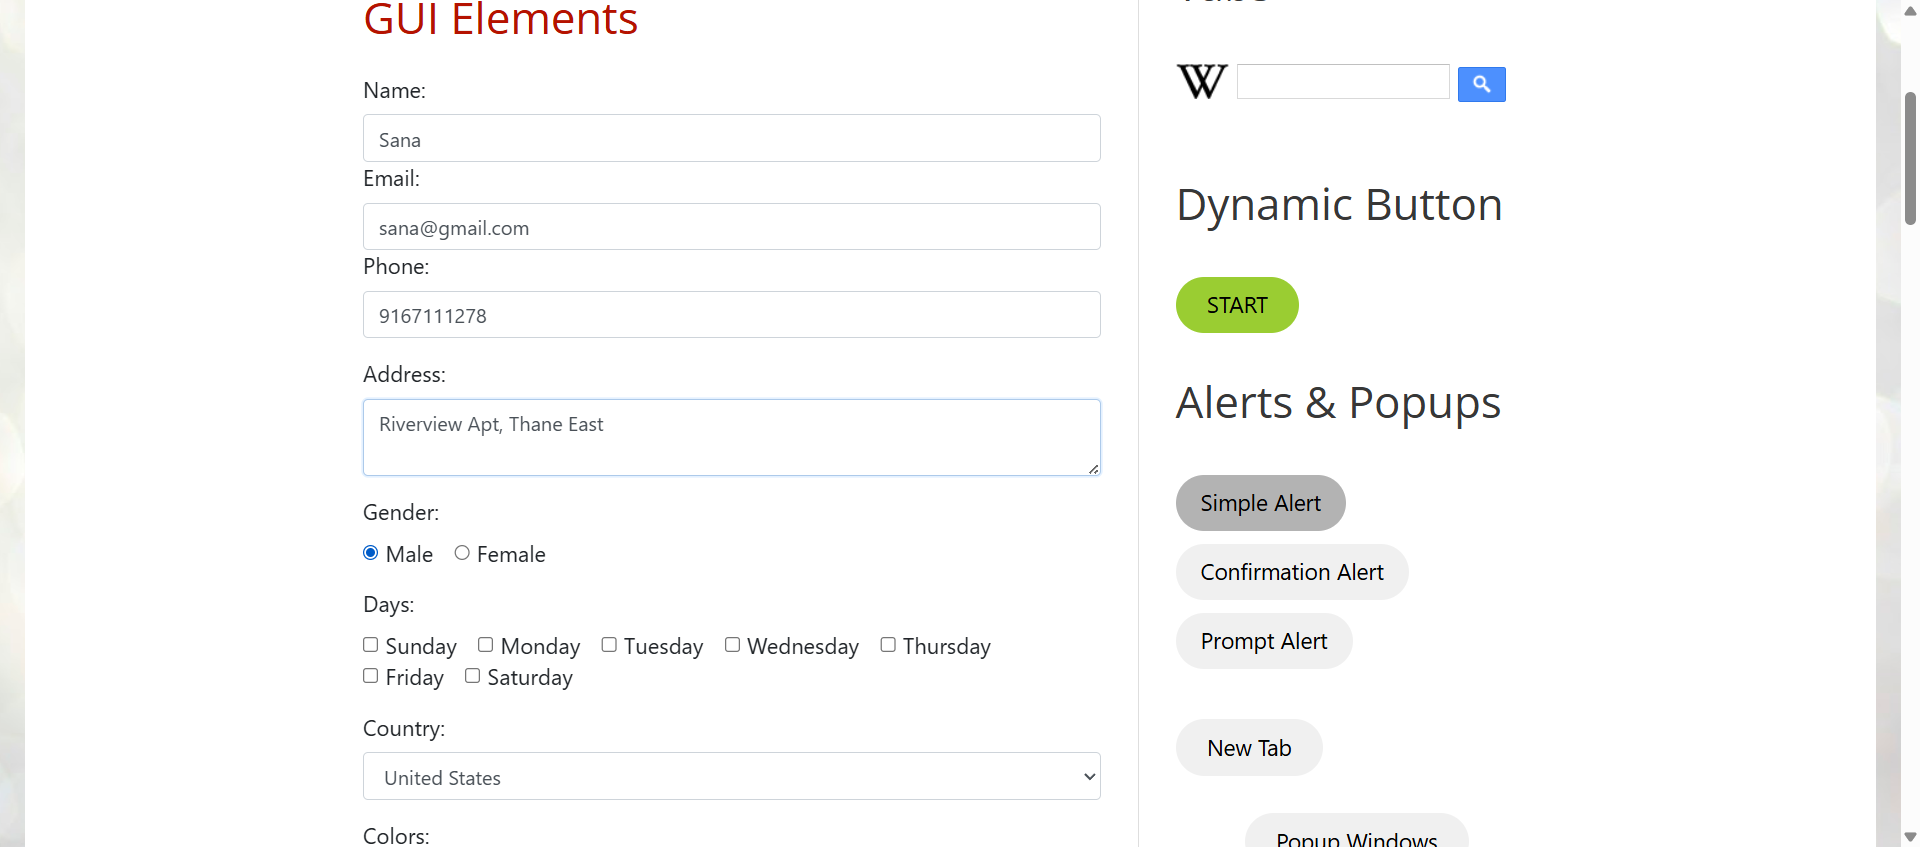 GUI Elements
Name:
Sana
Email:
sana@gmail.com
Phone:
9167111278
Address:
Riverview Apt, Thane East
Gender:
Male Female
Days:
Sunday Monday Tuesday Wednesday Thursday
Friday Saturday
Country:
United States
Colors:
W
Dynamic Button
START
Alerts & Popups
Simple Alert
Confirmation Alert
Prompt Alert
New Tab
Popup Windows